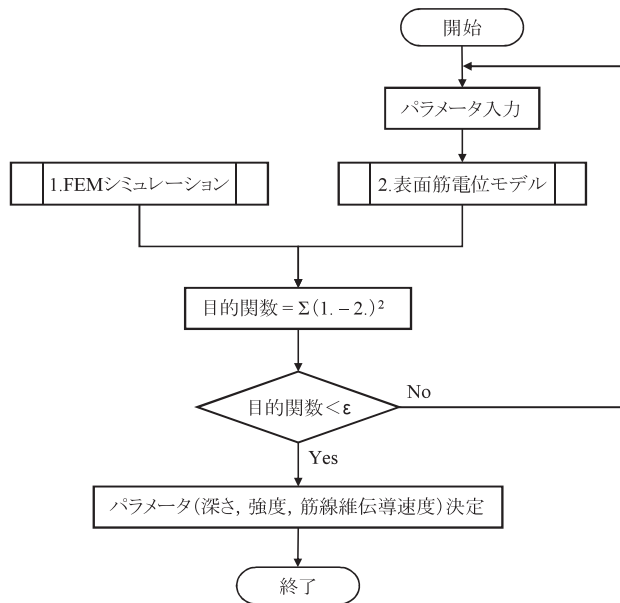 開始
パラメータ入力
1.FEMシミュレーション
2.表面筋電位モデル
目的関数 = Σ(1. − 2.)²
目的関数<ε
No
Yes
パラメータ(深さ, 強度, 筋線維伝導速度)決定
終了